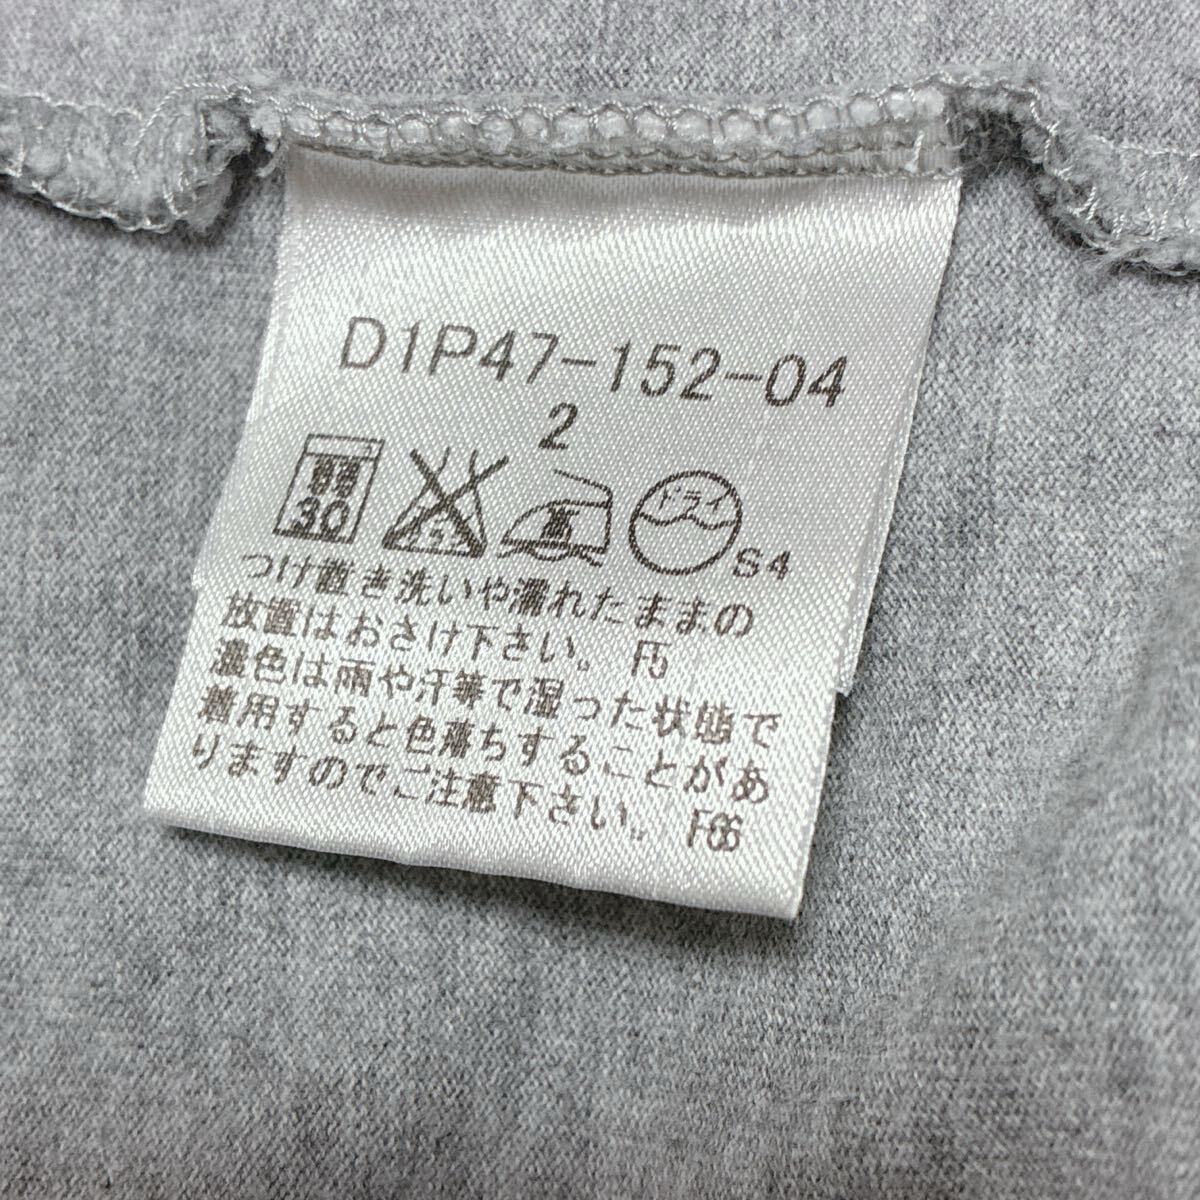 D1P47-152-04
2
30
ドライ
S4
つけ置き洗いや濡れたままの
放置はおさけ下さい。 F5
濃色は雨や汗等で湿った状態で
着用すると色落ちすることがあ
りますのでご注意下さい。 F66